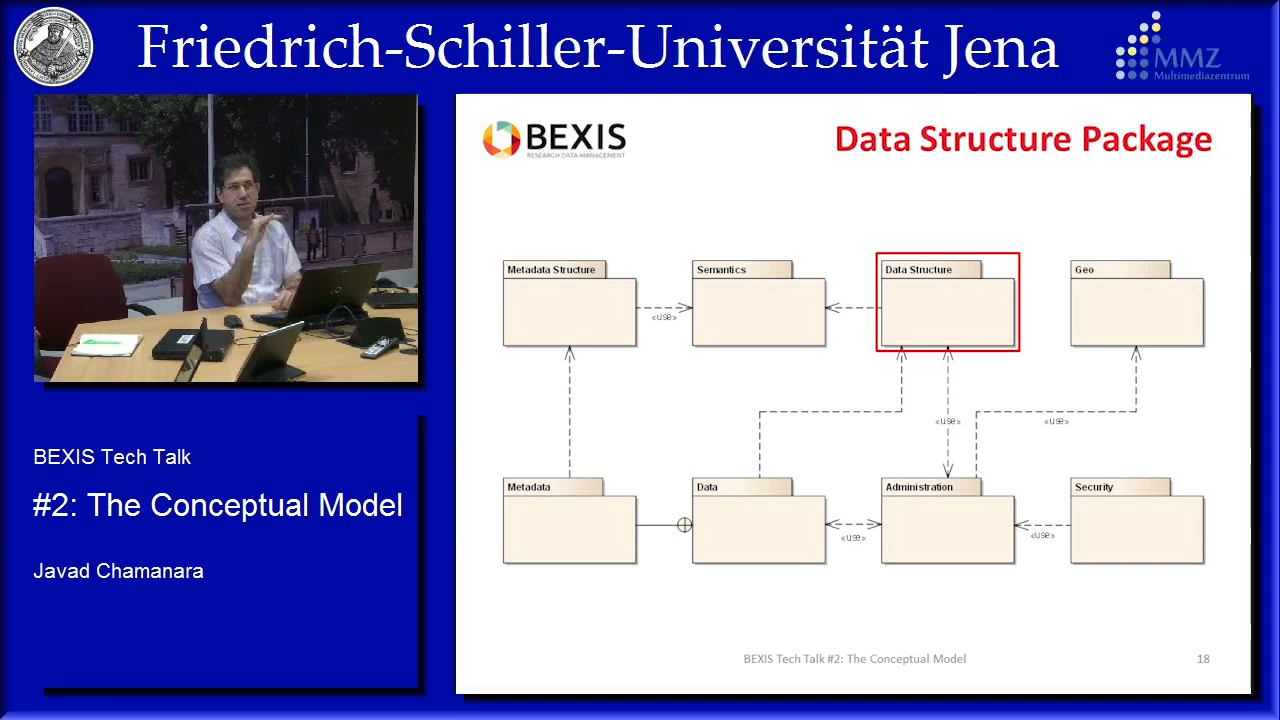 Friedrich-Schiller-Universität Jena
MMZ
Multimediazentrum
BEXIS Tech Talk
#2: The Conceptual Model
Javad Chamanara
BEXIS
RESEARCH DATA MANAGEMENT
Data Structure Package
Metadata Structure
Semantics
Data Structure
Geo
«use»
«use»
«use»
Metadata
Data
Administration
Security
«use»
«use»
BEXIS Tech Talk #2: The Conceptual Model
18